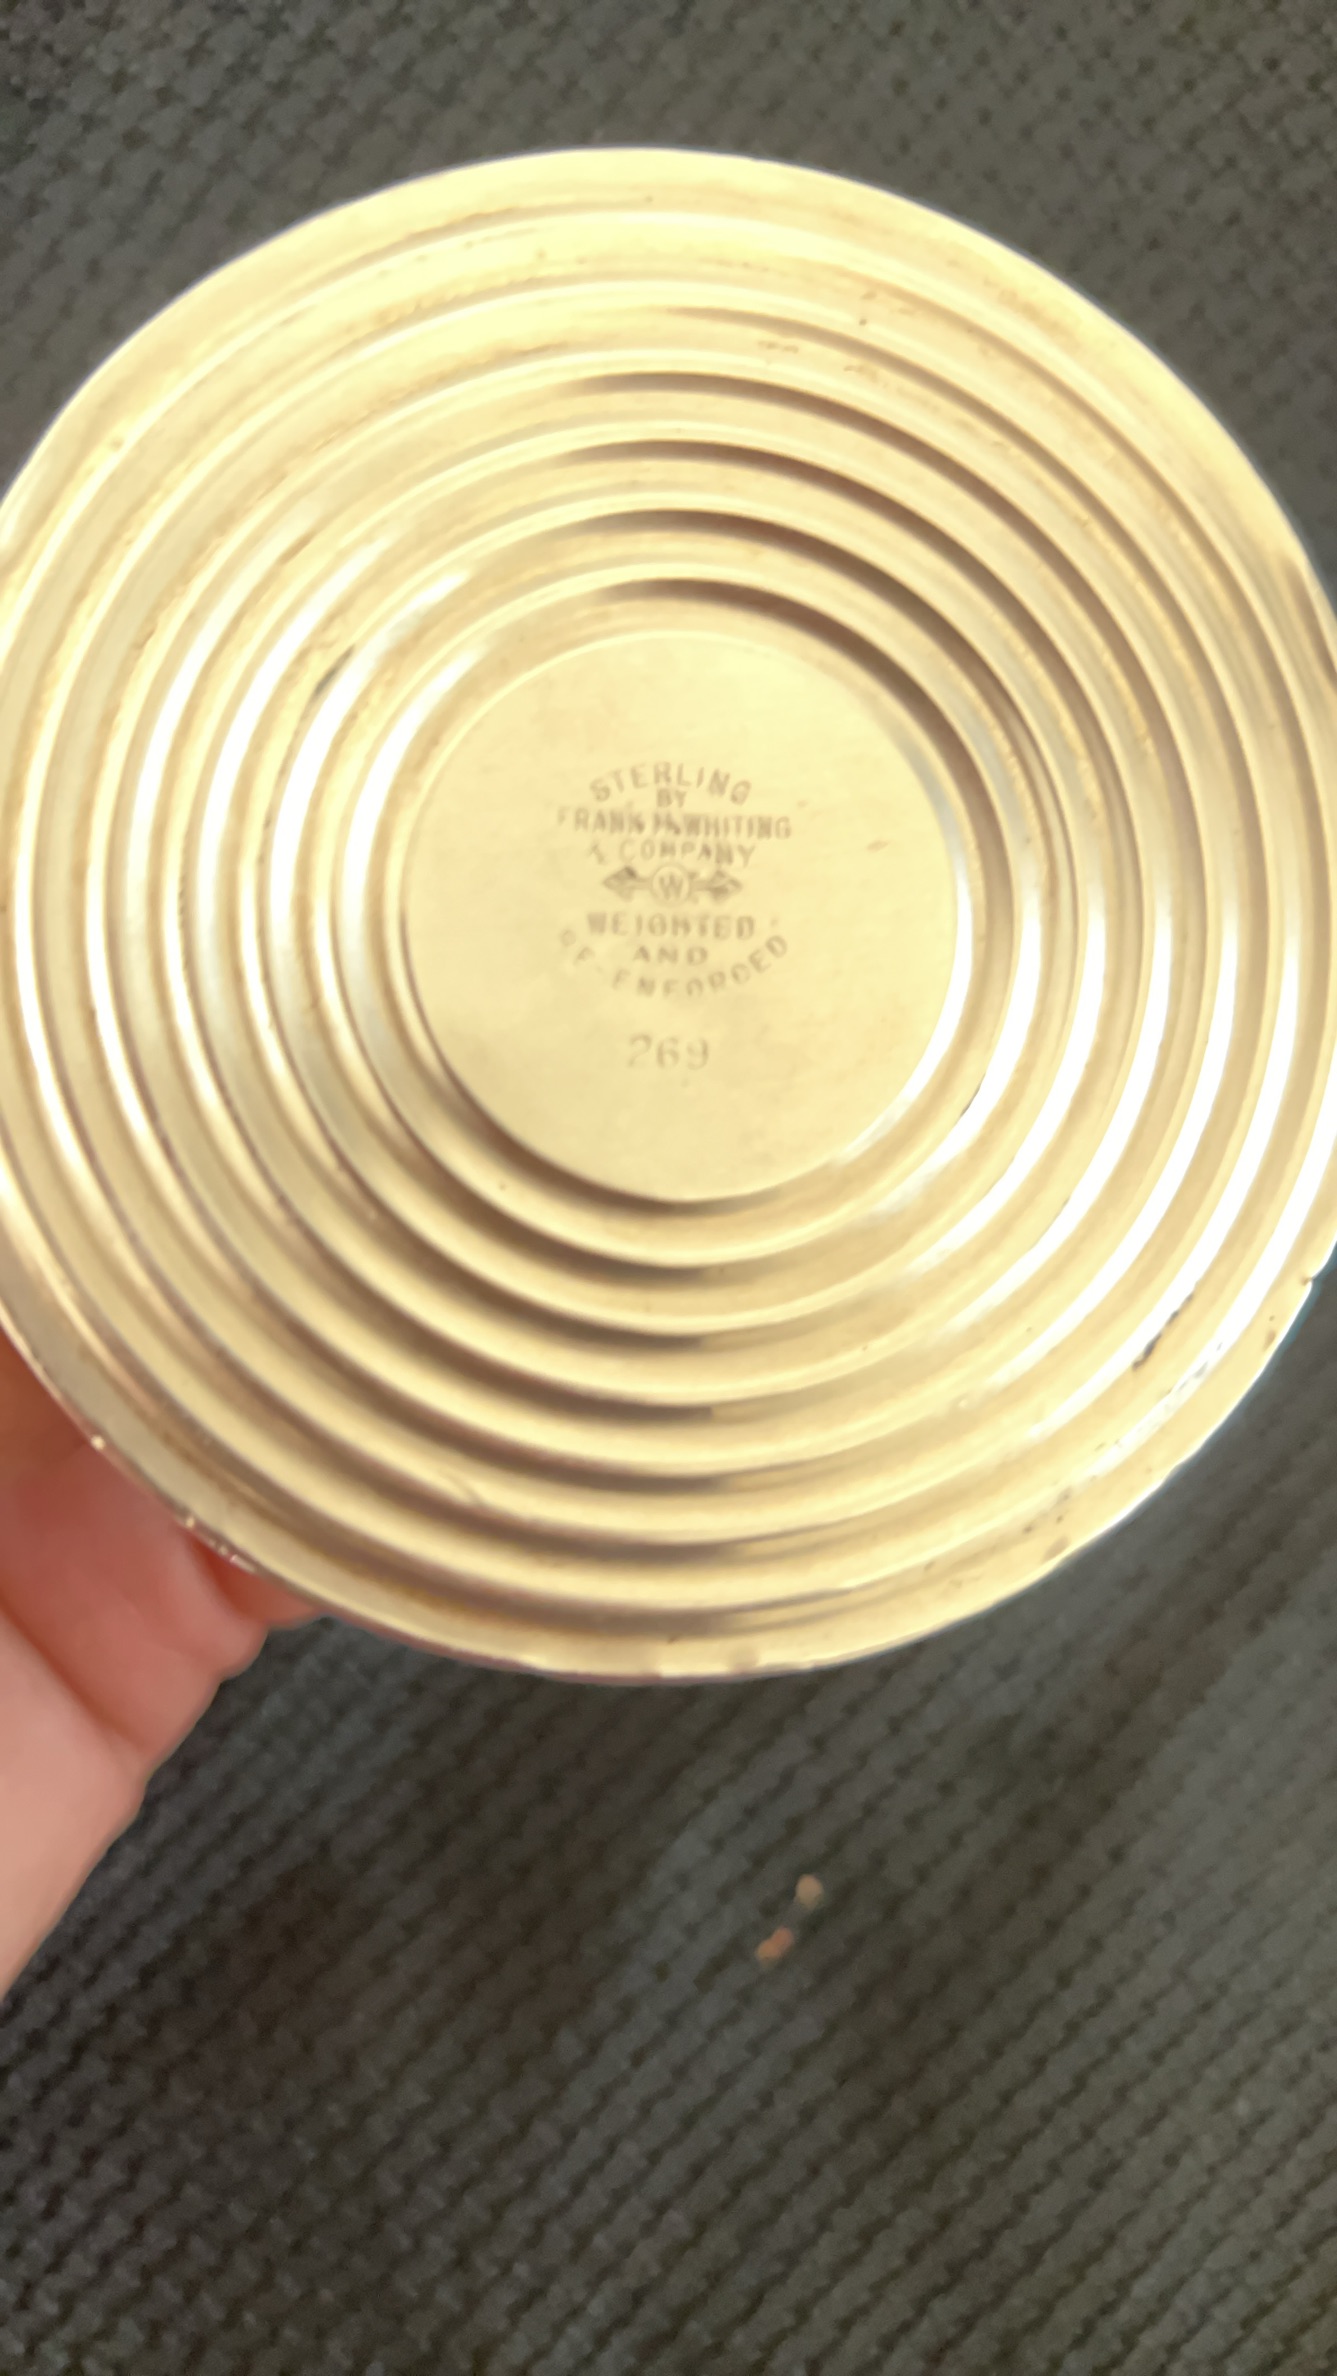 STERLING
BY
FRANK M. WHITING
& COMPANY
W
WEIGHTED
AND
RE-ENFORCED
269